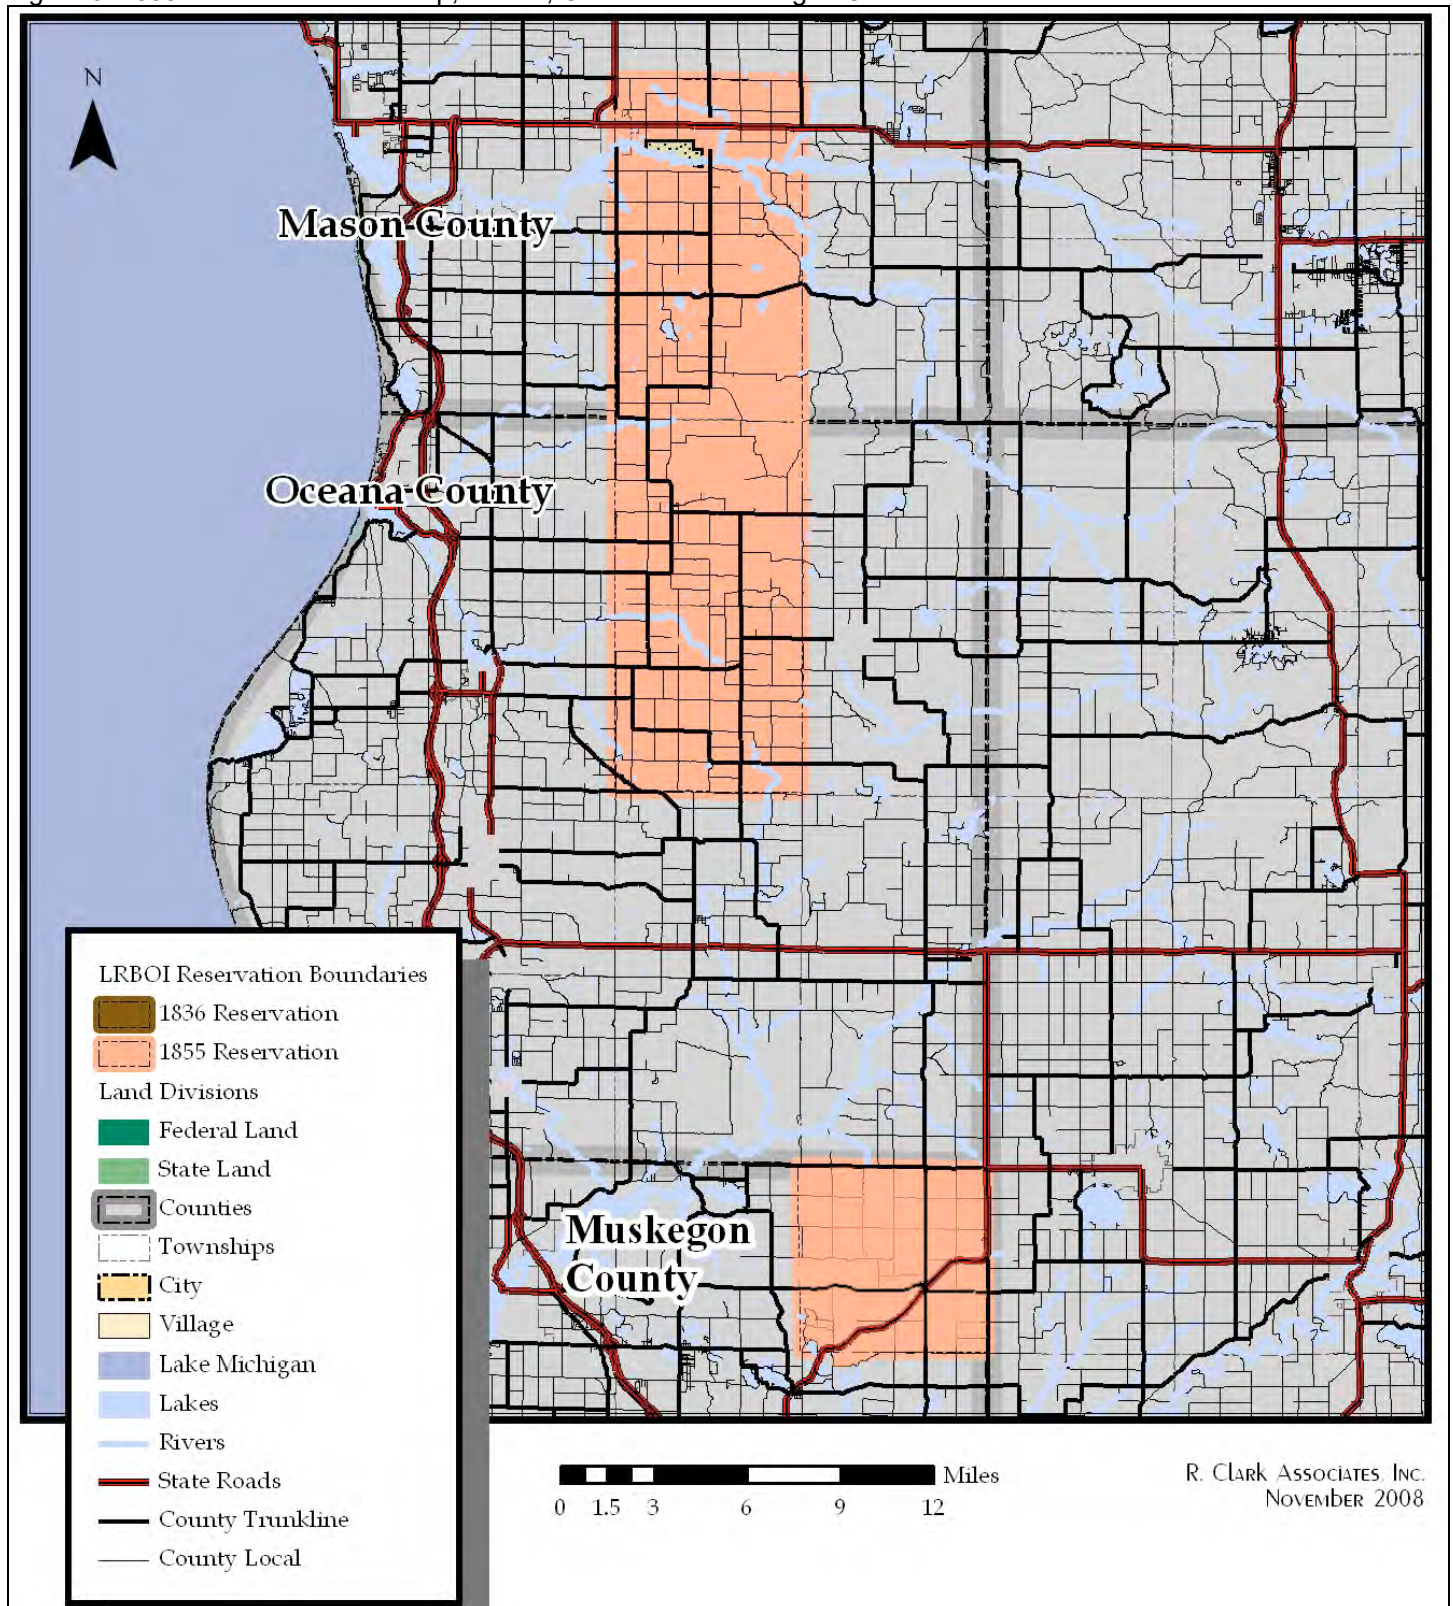 N
Mason County
Oceana County
Muskegon
County
LRBOI Reservation Boundaries
1836 Reservation
1855 Reservation
Land Divisions
Federal Land
State Land
Counties
Townships
City
Village
Lake Michigan
Lakes
Rivers
State Roads
County Trunkline
County Local
Miles
0 1.5 3 6 9 12
R. Clark Associates, Inc.
November 2008